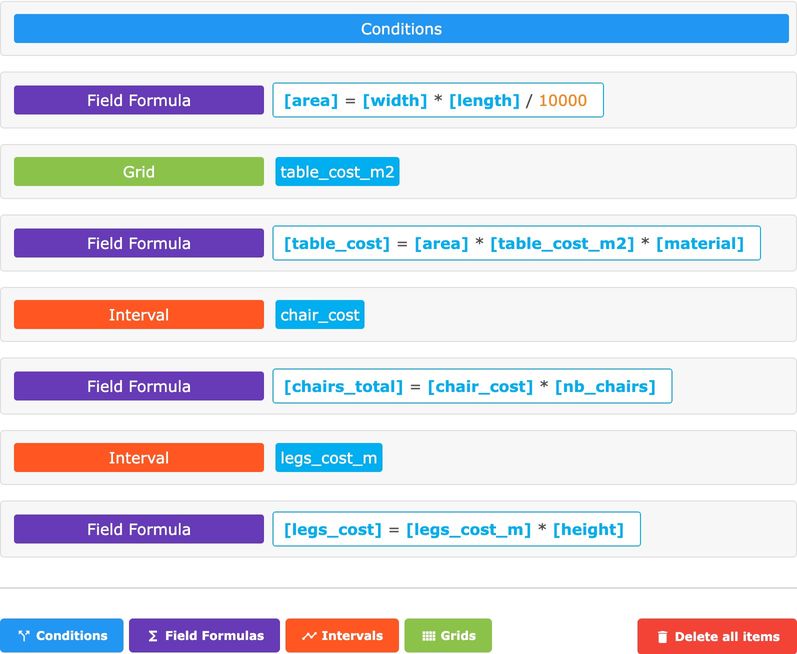 Conditions
Field Formula [area] = [width] * [length] / 10000
Grid table_cost_m2
Field Formula [table_cost] = [area] * [table_cost_m2] * [material]
Interval chair_cost
Field Formula [chairs_total] = [chair_cost] * [nb_chairs]
Interval legs_cost_m
Field Formula [legs_cost] = [legs_cost_m] * [height]
Conditions Field Formulas Intervals Grids Delete all items